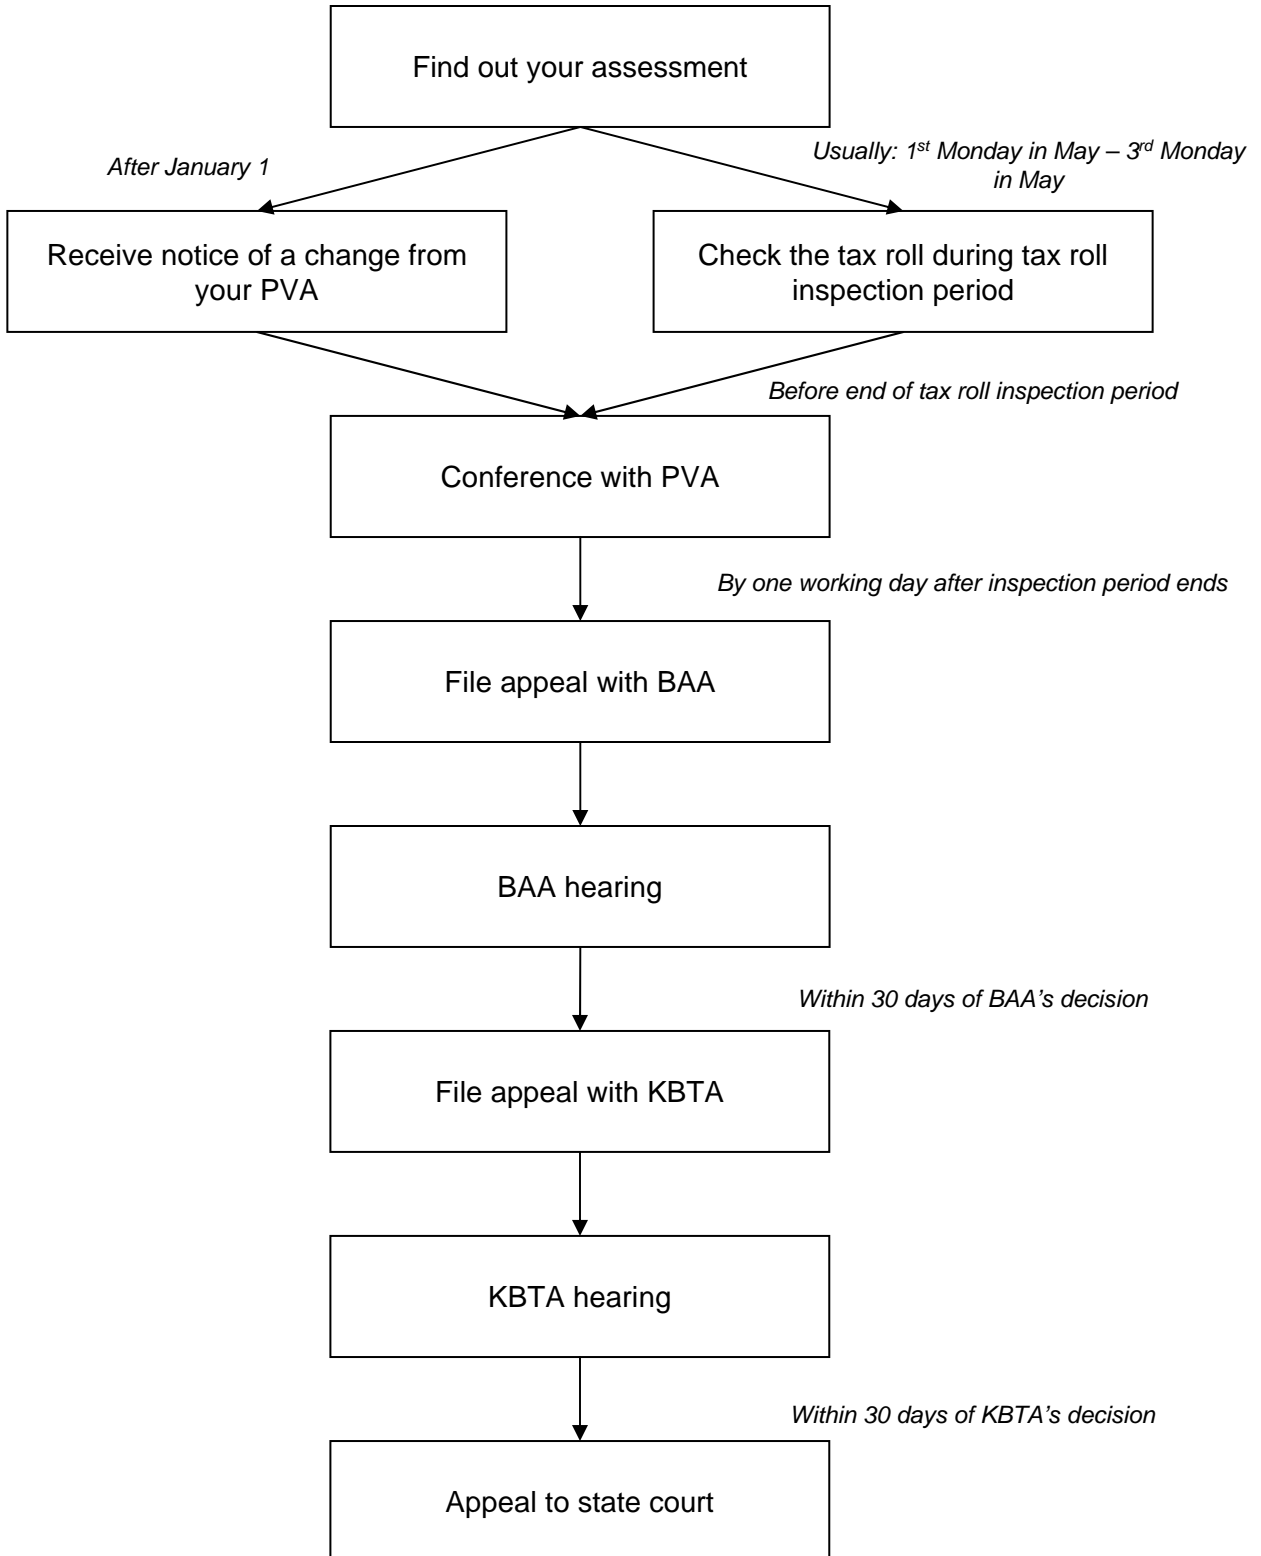 Find out your assessment
After January 1
Usually: 1st Monday in May – 3rd Monday
in May
Receive notice of a change from
your PVA
Check the tax roll during tax roll
inspection period
Before end of tax roll inspection period
Conference with PVA
By one working day after inspection period ends
File appeal with BAA
BAA hearing
Within 30 days of BAA’s decision
File appeal with KBTA
KBTA hearing
Within 30 days of KBTA’s decision
Appeal to state court